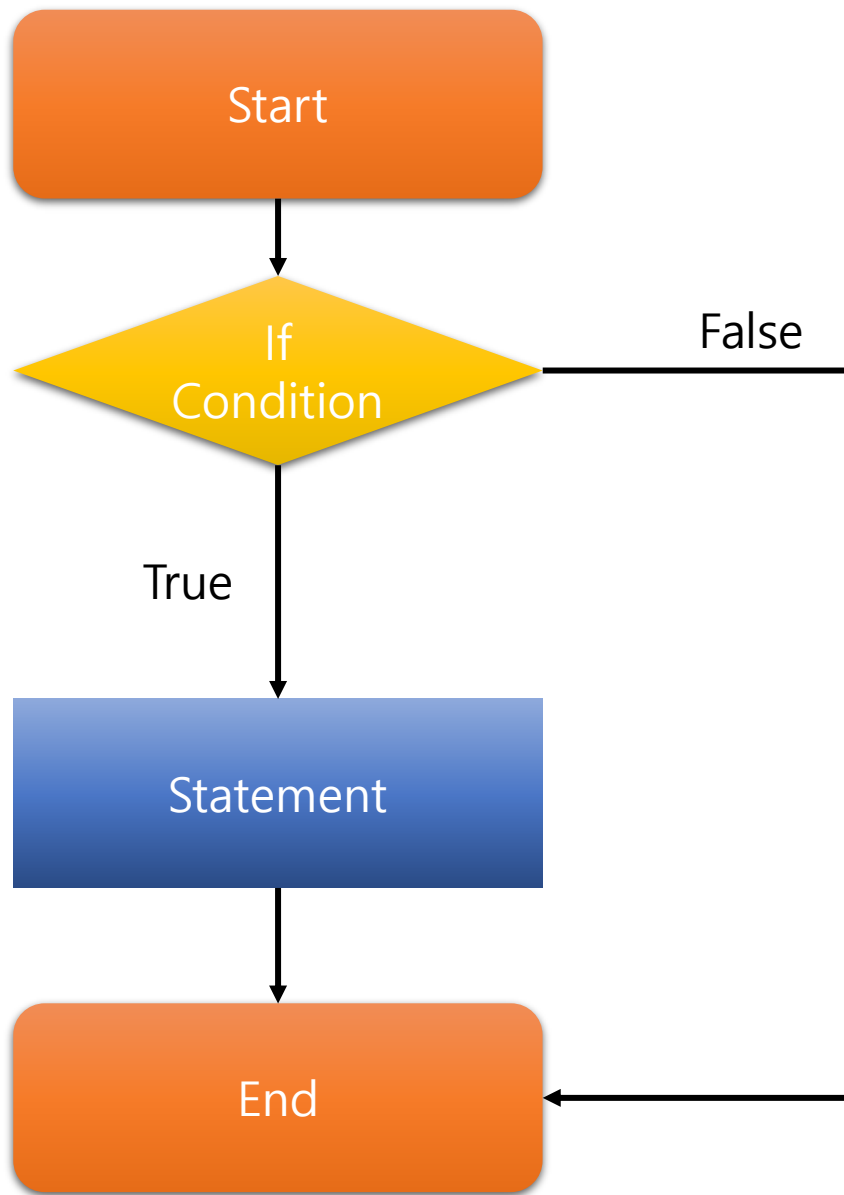 Start
If
Condition
False
True
Statement
End